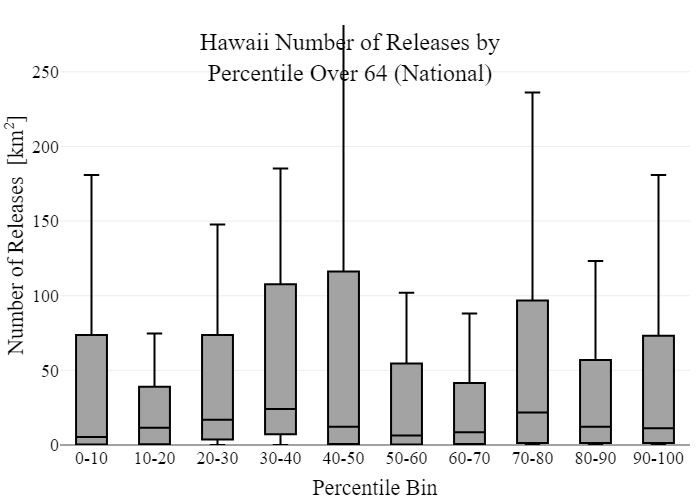 Hawaii Number of Releases by
Percentile Over 64 (National)
Number of Releases [km²]
250
200
150
100
50
0
0-10 10-20 20-30 30-40 40-50 50-60 60-70 70-80 80-90 90-100
Percentile Bin